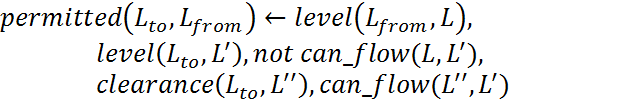 permitted(L_to, L_from) ← level(L_from, L),
level(L_to, L′), not can_flow(L, L′),
clearance(L_to, L′′), can_flow(L′′, L′)